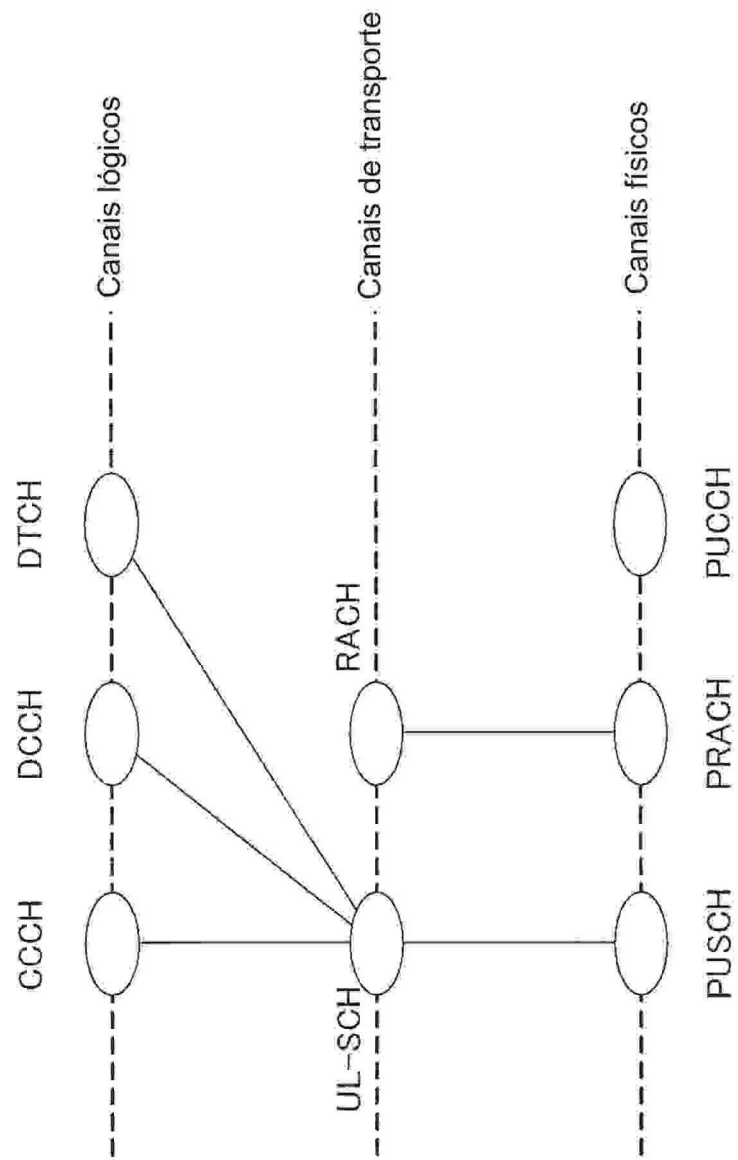 CCCH
DCCH
DTCH
Canais lógicos
UL-SCH
RACH
Canais de transporte
PUSCH
PRACH
PUCCH
Canais físicos